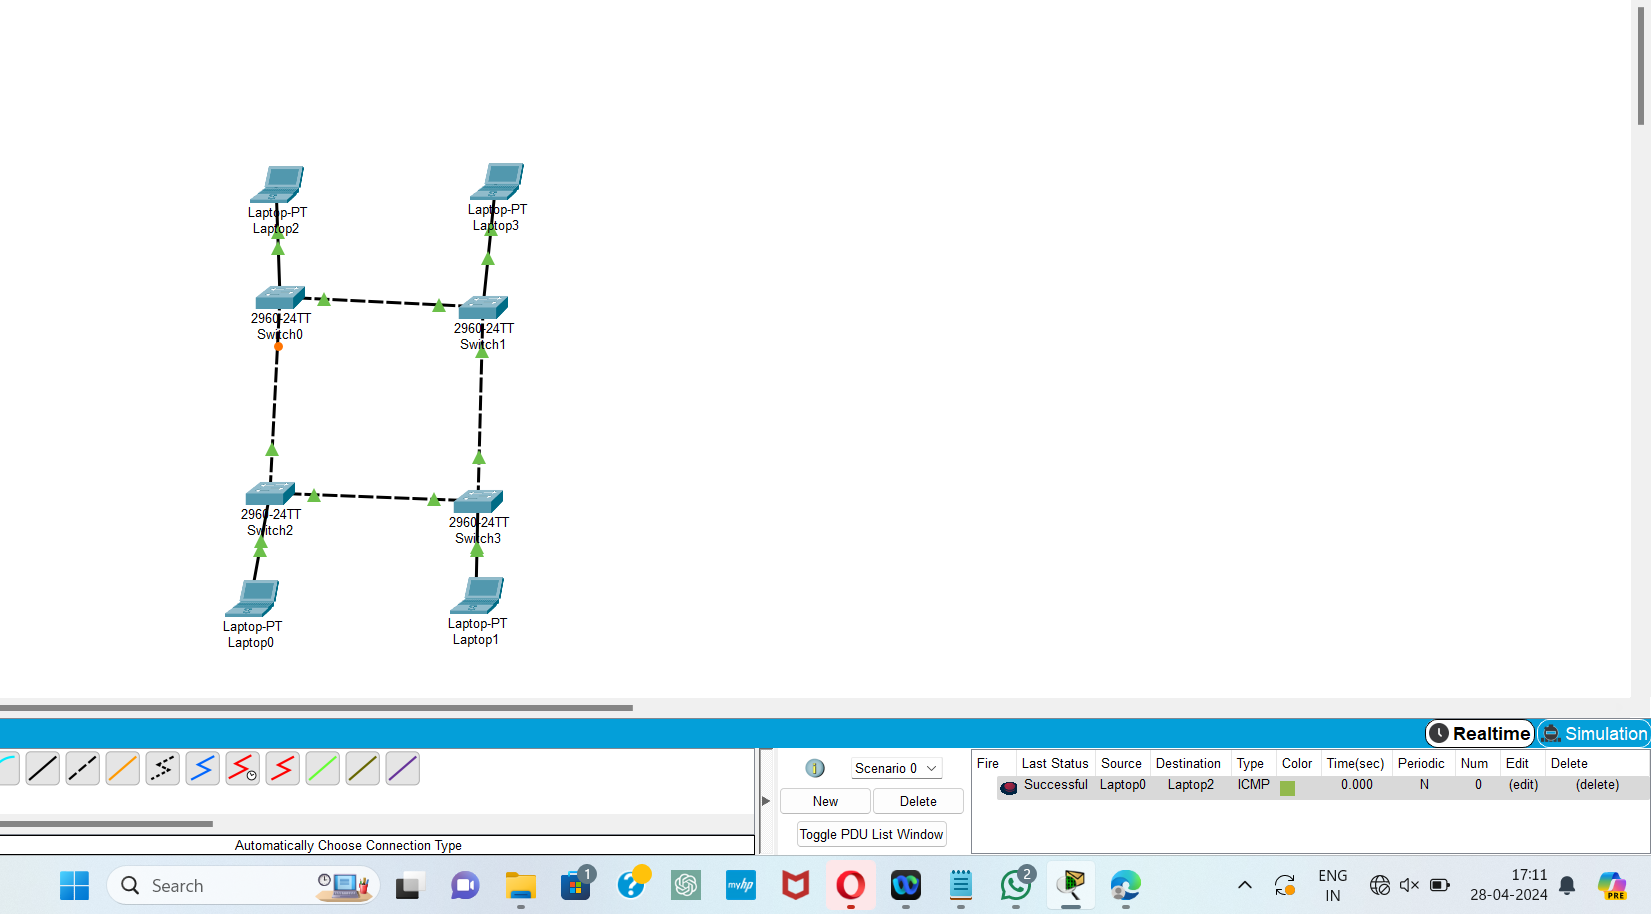 Laptop-PT
Laptop2
Laptop-PT
Laptop3
2960-24TT
Switch0
2960-24TT
Switch1
2960-24TT
Switch2
2960-24TT
Switch3
Laptop-PT
Laptop0
Laptop-PT
Laptop1
Realtime
Simulation
Scenario 0
New
Delete
Toggle PDU List Window
Fire Last Status Source Destination Type Color Time(sec) Periodic Num Edit Delete
Successful Laptop0 Laptop2 ICMP 0.000 N 0 (edit) (delete)
Automatically Choose Connection Type
Search
1
myhp
2
PRE
ENG
IN
17:11
28-04-2024